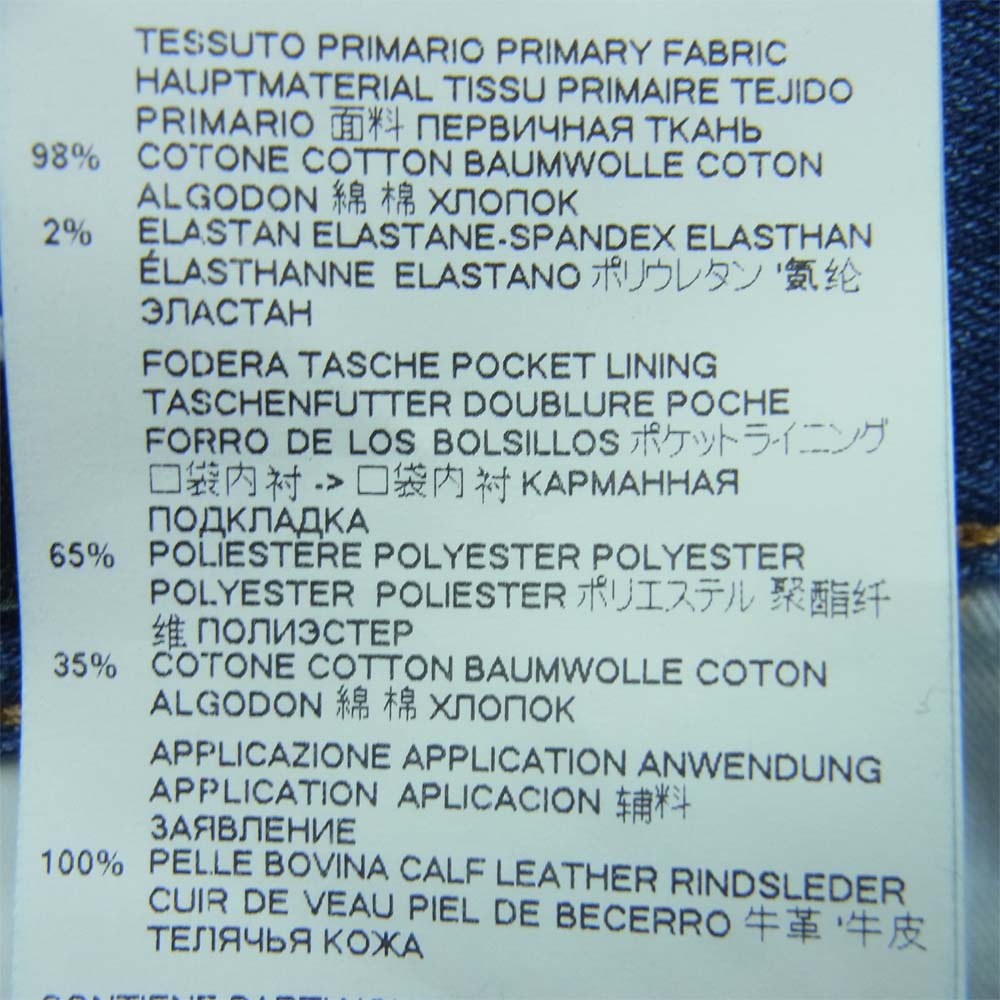 TESSUTO PRIMARIO PRIMARY FABRIC
HAUPTMATERIAL TISSU PRIMAIRE TEJIDO
PRIMARIO 面料 ПЕРВИЧНАЯ ТКАНЬ
98% COTONE COTTON BAUMWOLLE COTON
ALGODON 綿 棉 ХЛОПОК
2% ELASTAN ELASTANE-SPANDEX ELASTHAN
ÉLASTHANNE ELASTANO ポリウレタン '氨纶
ЭЛАСТАН
FODERA TASCHE POCKET LINING
TASCHENFUTTER DOUBLURE POCHE
FORRO DE LOS BOLSILLOS ポケットライニング
口袋内衬 -> 口袋内衬 КАРМАННАЯ
ПОДКЛАДКА
65% POLIESTERE POLYESTER POLYESTER
POLYESTER POLIESTER ポリエステル 聚酯纤
维 ПОЛИЭСТЕР
35% COTONE COTTON BAUMWOLLE COTON
ALGODON 綿 棉 ХЛОПОК
APPLICAZIONE APPLICATION ANWENDUNG
APPLICATION APLICACION 辅料
ЗАЯВЛЕНИЕ
100% PELLE BOVINA CALF LEATHER RINDSLEDER
CUIR DE VEAU PIEL DE BECERRO 牛革 '牛皮
ТЕЛЯЧЬЯ КОЖА